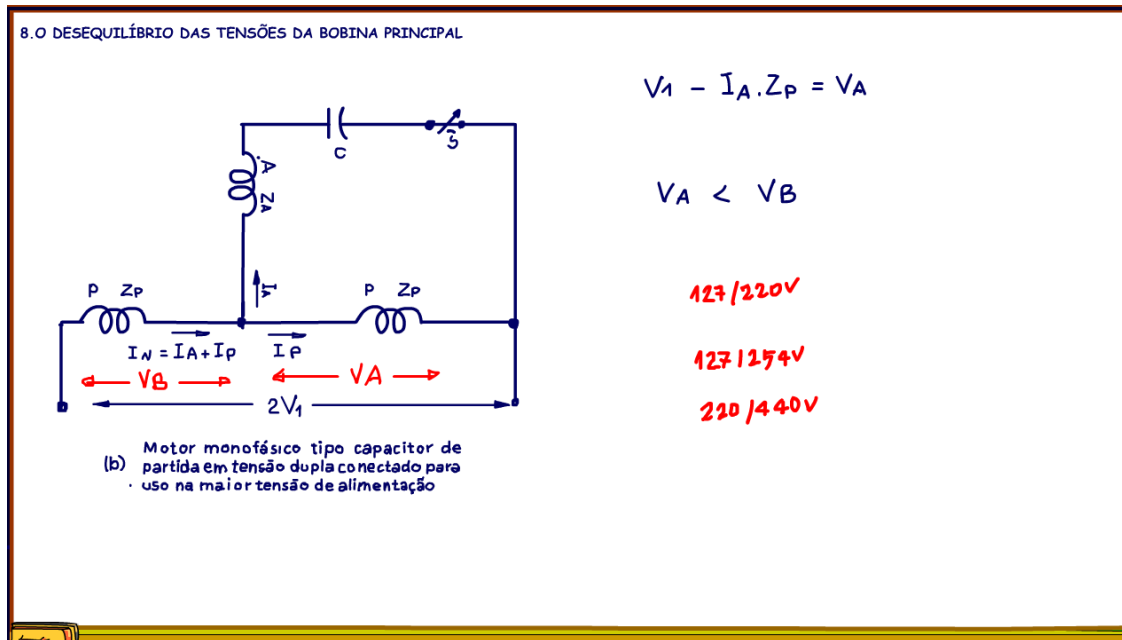 8.O DESEQUILÍBRIO DAS TENSÕES DA BOBINA PRINCIPAL
V1 - IA.ZP = VA
C
S
A
ZA
VA < VB
IA
P ZP
P ZP
127/220V
IN = IA+IP
IP
127/254V
VB
VA
2V1
220/440V
(b) Motor monofásico tipo capacitor de
partida em tensão dupla conectado para
uso na maior tensão de alimentação